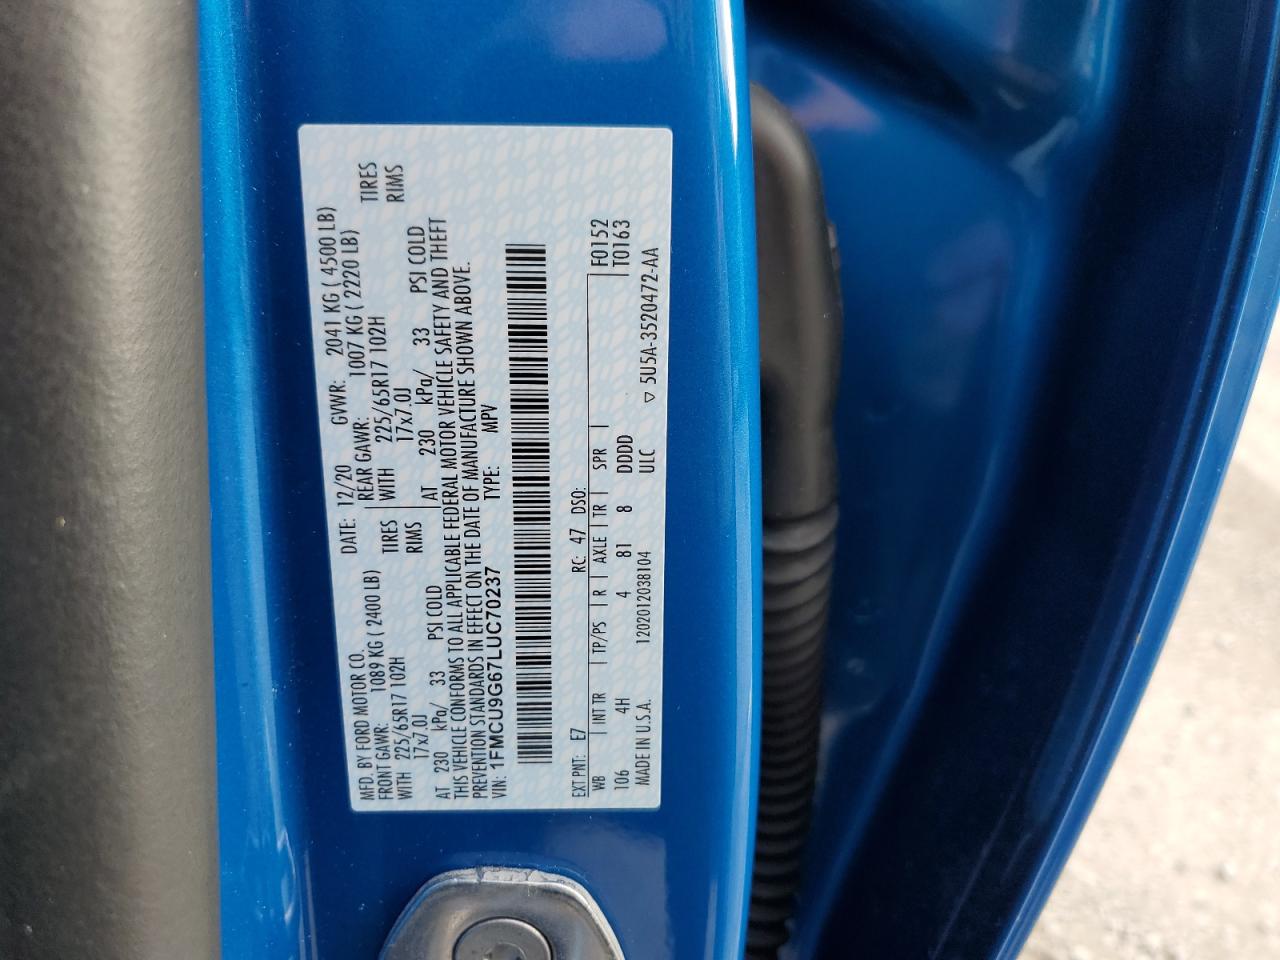 MFD. BY FORD MOTOR CO. DATE: 12/20 GVWR: 2041 KG ( 4500 LB)
FRONT GAWR: 1089 KG ( 2400 LB) REAR GAWR: 1007 KG ( 2220 LB)
WITH 225/65R17 102H TIRES WITH 225/65R17 102H TIRES
17x7.0J RIMS 17x7.0J RIMS
AT 230 kPa/ 33 PSI COLD AT 230 kPa/ 33 PSI COLD
THIS VEHICLE CONFORMS TO ALL APPLICABLE FEDERAL MOTOR VEHICLE SAFETY AND THEFT
PREVENTION STANDARDS IN EFFECT ON THE DATE OF MANUFACTURE SHOWN ABOVE.
VIN: 1FMCU9G67LUC70237 TYPE: MPV
EXT PNT: E7 RC: 47 DSO: F0152
WB INT TR TP/PS R AXLE TR SPR T0163
106 4H 4 81 8 DDDD
MADE IN U.S.A. 1202012038104 ULC ▽ 5U5A-3520472-AA